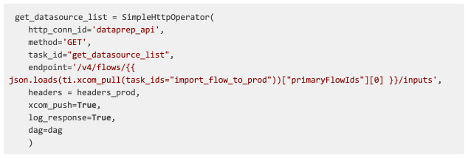 get_datasource_list = SimpleHttpOperator(
http_conn_id='dataprep_api',
method='GET',
task_id="get_datasource_list",
endpoint='/v4/flows/{{
json.loads(ti.xcom_pull(task_ids="import_flow_to_prod"))["primaryFlowIds"][0] }}/inputs',
headers = headers_prod,
xcom_push=True,
log_response=True,
dag=dag
)